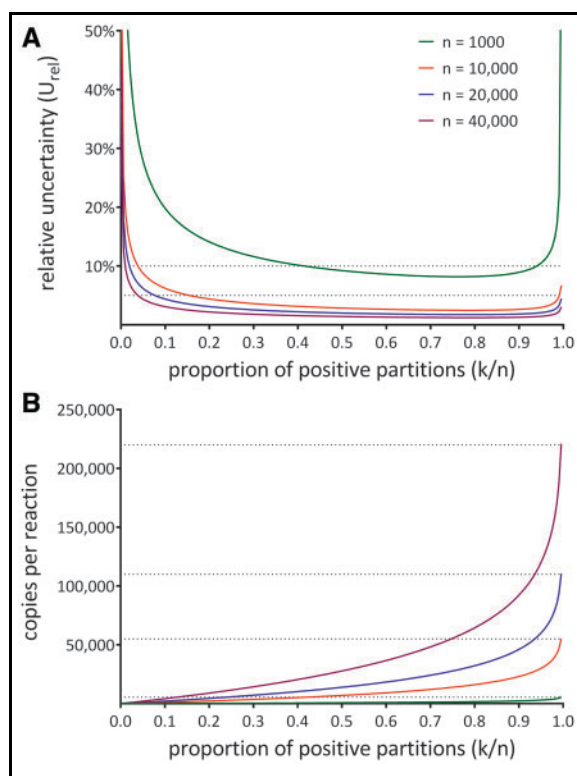 A
relative uncertainty (Urel)
50%
40%
30%
20%
10%
n = 1000
n = 10,000
n = 20,000
n = 40,000
0.0 0.1 0.2 0.3 0.4 0.5 0.6 0.7 0.8 0.9 1.0
proportion of positive partitions (k/n)
B
copies per reaction
250,000
200,000
150,000
100,000
50,000
0.0 0.1 0.2 0.3 0.4 0.5 0.6 0.7 0.8 0.9 1.0
proportion of positive partitions (k/n)